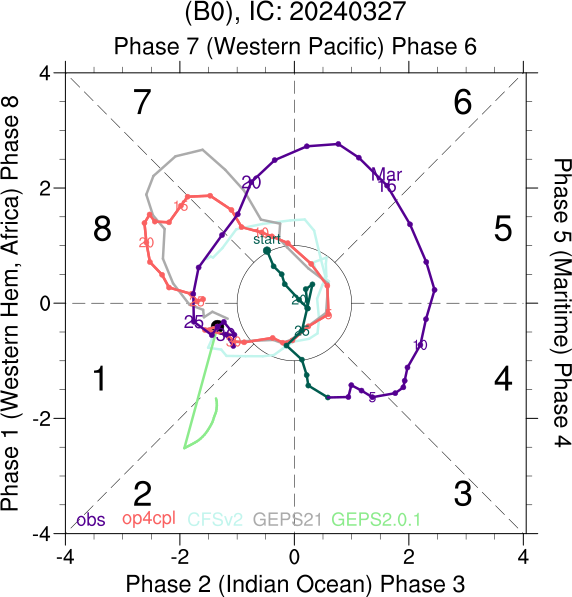 (B0), IC: 20240327
Phase 7 (Western Pacific) Phase 6
Phase 1 (Western Hem, Africa) Phase 8
Phase 5 (Maritime) Phase 4
Phase 2 (Indian Ocean) Phase 3
4
2
0
-2
-4
-4
-2
0
2
4
7
6
8
5
1
4
2
3
Mar
15
20
15
20
10
start
20
25
25
10
5
obs
op4cpl
CFSv2
GEPS21
GEPS2.0.1